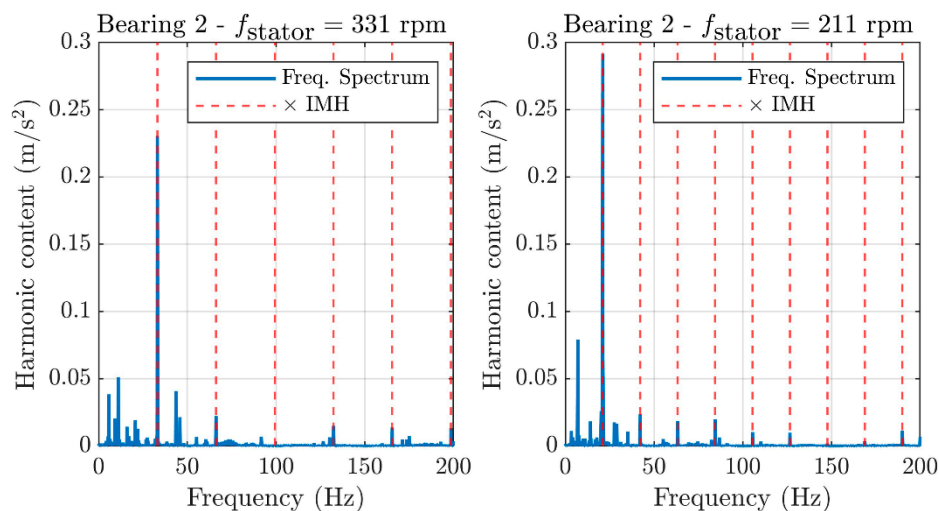 Bearing 2 - fstator = 331 rpm
Harmonic content (m/s²)
0.3
0.25
0.2
0.15
0.1
0.05
0
Freq. Spectrum
× IMH
0 50 100 150 200
Frequency (Hz)
Bearing 2 - fstator = 211 rpm
Harmonic content (m/s²)
0.3
0.25
0.2
0.15
0.1
0.05
0
Freq. Spectrum
× IMH
0 50 100 150 200
Frequency (Hz)